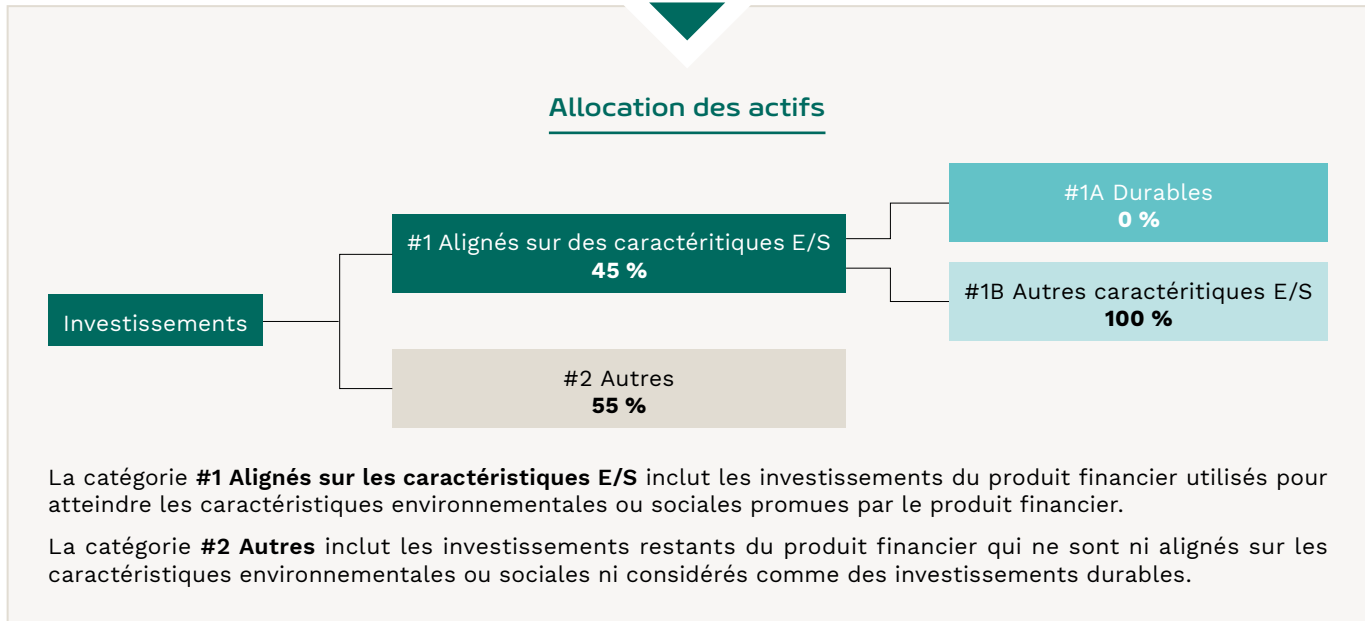 Allocation des actifs
#1A Durables
0 %
#1 Alignés sur des caractéritiques E/S
45 %
#1B Autres caractéritiques E/S
100 %
Investissements
#2 Autres
55 %
La catégorie #1 Alignés sur les caractéristiques E/S inclut les investissements du produit financier utilisés pour
atteindre les caractéristiques environnementales ou sociales promues par le produit financier.
La catégorie #2 Autres inclut les investissements restants du produit financier qui ne sont ni alignés sur les
caractéristiques environnementales ou sociales ni considérés comme des investissements durables.